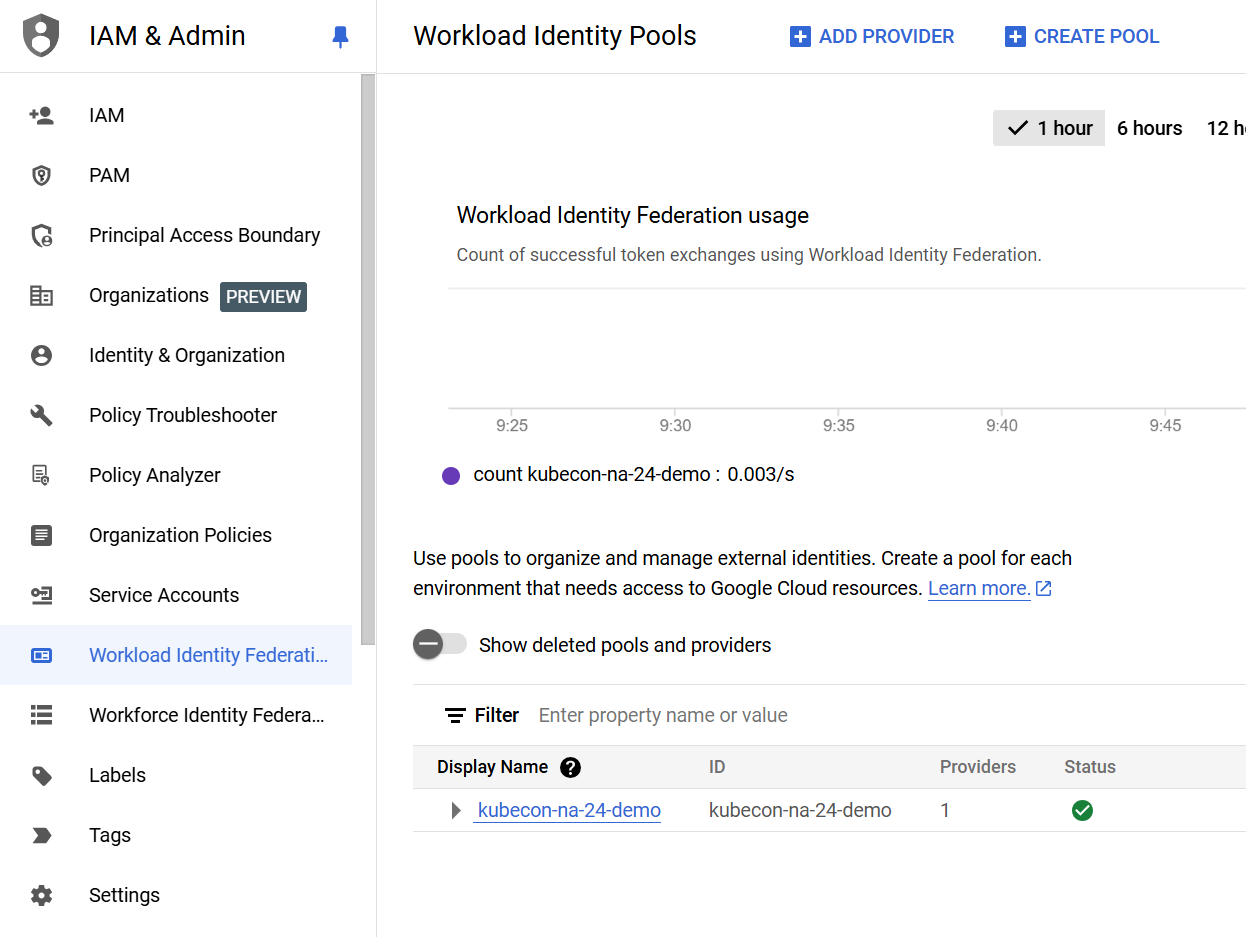 IAM & Admin
IAM
PAM
Principal Access Boundary
Organizations PREVIEW
Identity & Organization
Policy Troubleshooter
Policy Analyzer
Organization Policies
Service Accounts
Workload Identity Federati...
Workforce Identity Federa...
Labels
Tags
Settings
Workload Identity Pools ADD PROVIDER CREATE POOL
1 hour 6 hours 12 h
Workload Identity Federation usage
Count of successful token exchanges using Workload Identity Federation.
9:25 9:30 9:35 9:40 9:45
count kubecon-na-24-demo : 0.003/s
Use pools to organize and manage external identities. Create a pool for each
environment that needs access to Google Cloud resources. Learn more.
Show deleted pools and providers
Filter Enter property name or value
Display Name ? ID Providers Status
kubecon-na-24-demo kubecon-na-24-demo 1